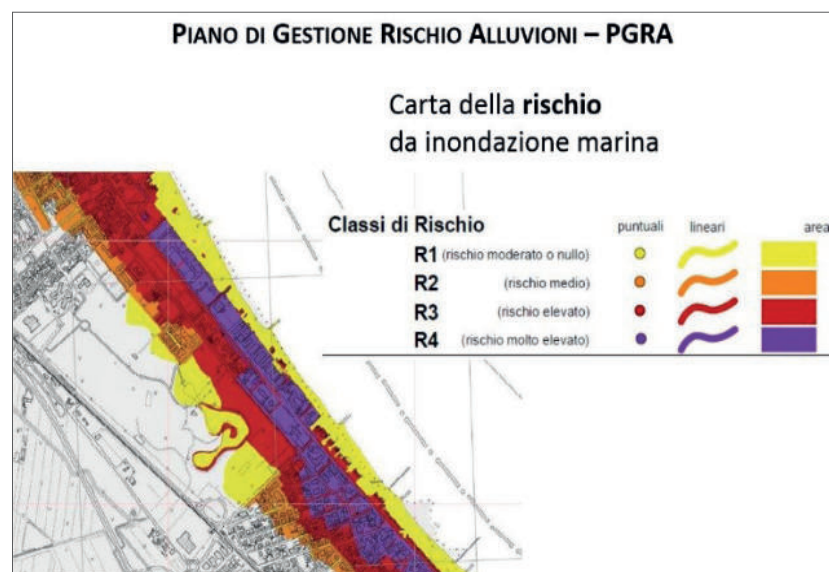 PIANO DI GESTIONE RISCHIO ALLUVIONI – PGRA
Carta della rischio
da inondazione marina
Classi di Rischio puntuali lineari area
R1 (rischio moderato o nullo)
R2 (rischio medio)
R3 (rischio elevato)
R4 (rischio molto elevato)